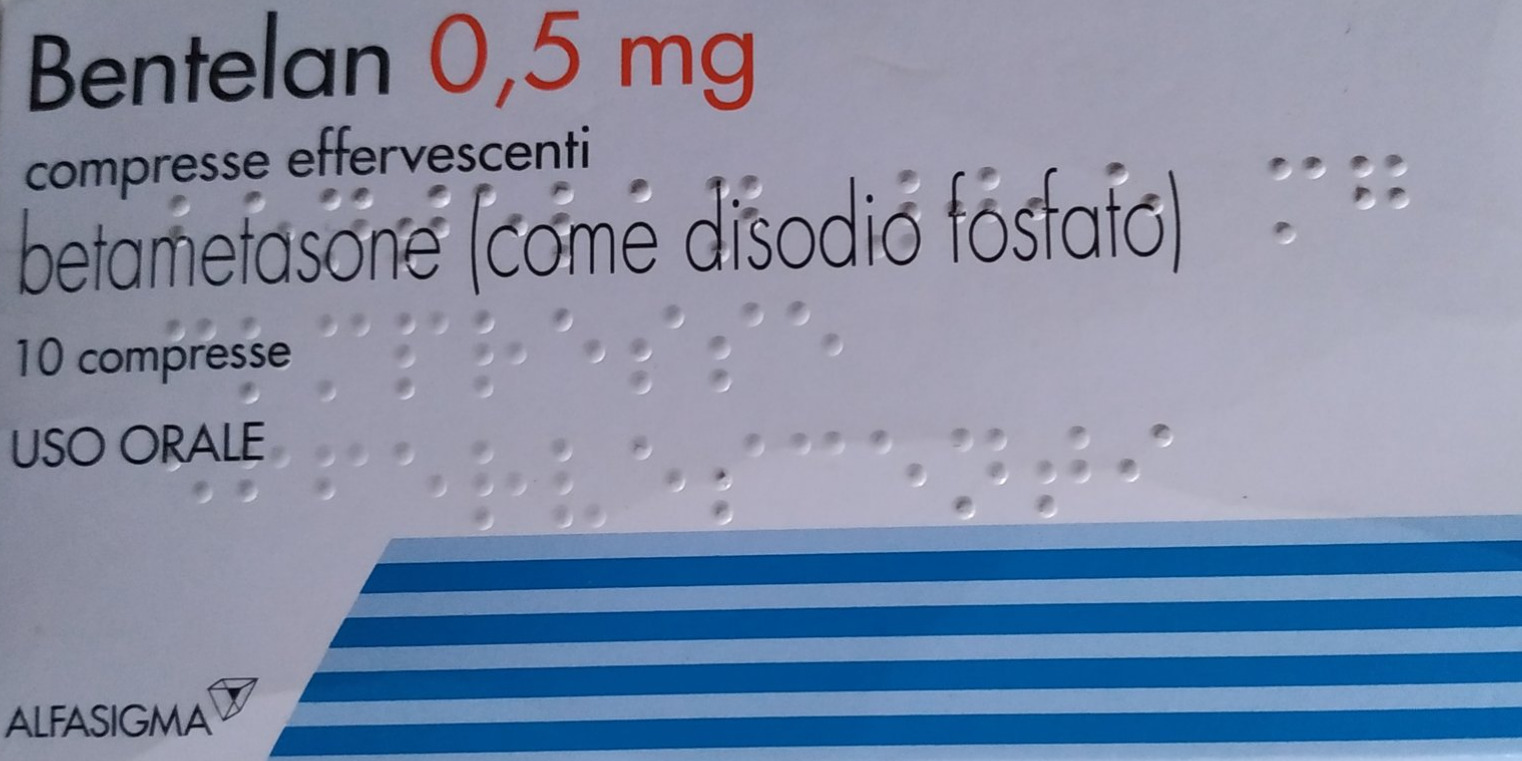 Bentelan 0,5 mg
compresse effervescenti
betametasone (come disodio fosfato)
10 compresse
USO ORALE
ALFASIGMA